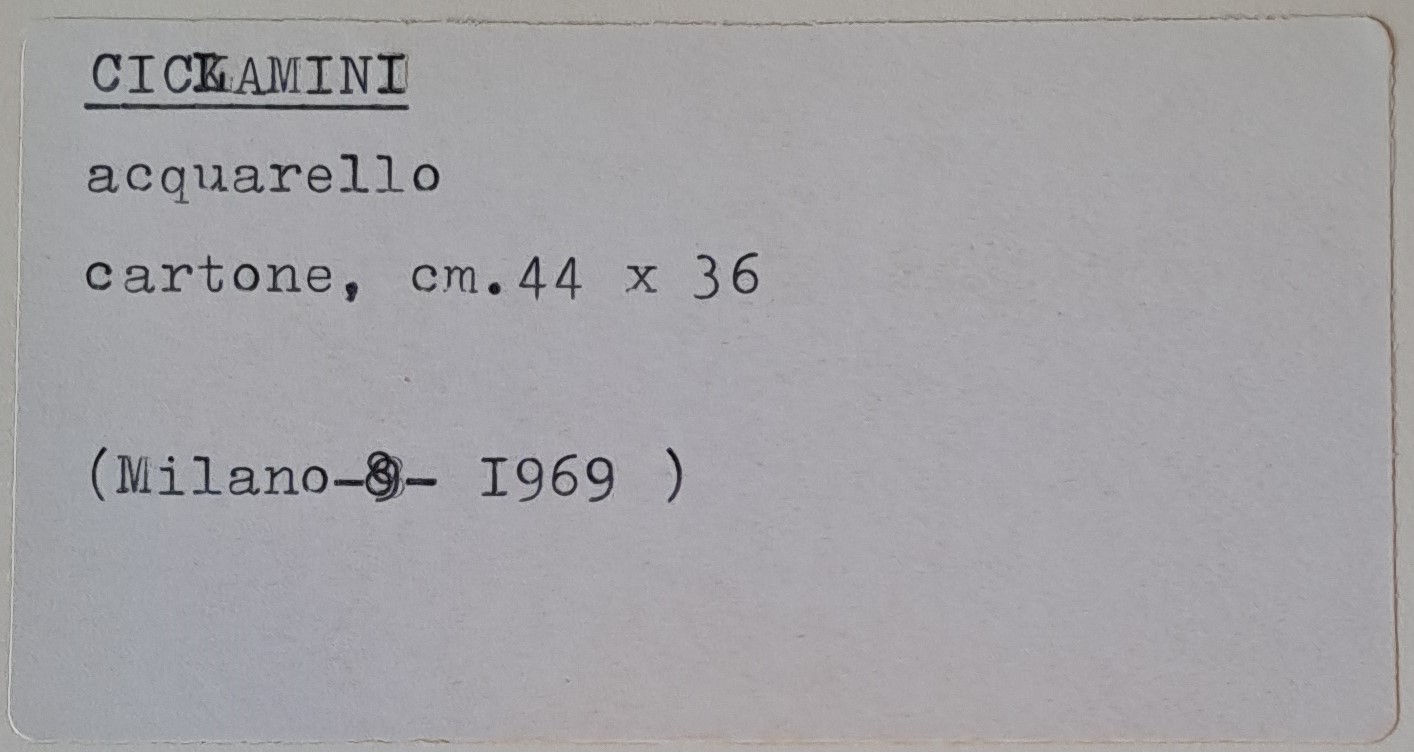 CICLAMINI
acquarello
cartone, cm.44 x 36
(Milano- - I969 )